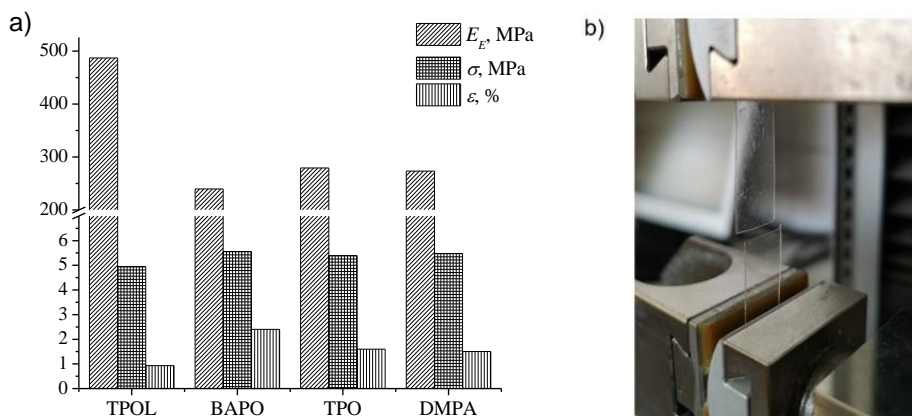 a)
500
400
300
200
6
5
4
3
2
1
0
E_E, MPa
σ, MPa
ε, %
TPOL BAPO TPO DMPA
b)